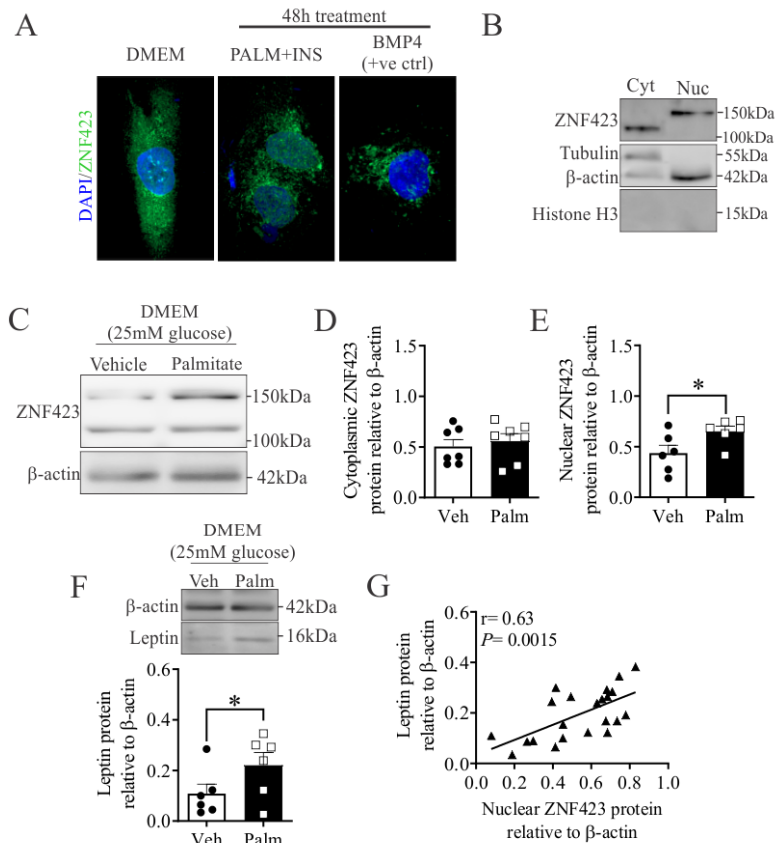 A
48h treatment
DMEM
PALM+INS
BMP4
(+ve ctrl)
DAPI/ZNF423
B
Cyt
Nuc
ZNF423
150kDa
100kDa
Tubulin
55kDa
β-actin
42kDa
Histone H3
15kDa
C
DMEM
(25mM glucose)
Vehicle
Palmitate
ZNF423
150kDa
100kDa
β-actin
42kDa
D
Cytoplasmic ZNF423
protein relative to β-actin
1.5
1.0
0.5
0.0
Veh
Palm
E
Nuclear ZNF423
protein relative to β-actin
1.5
1.0
0.5
0.0
*
Veh
Palm
F
DMEM
(25mM glucose)
Veh
Palm
β-actin
42kDa
Leptin
16kDa
Leptin protein
relative to β-actin
0.6
0.4
0.2
0.0
*
Veh
Palm
G
r= 0.63
P= 0.0015
Leptin protein
relative to β-actin
0.6
0.4
0.2
0.0
0.0
0.2
0.4
0.6
0.8
1.0
Nuclear ZNF423 protein
relative to β-actin